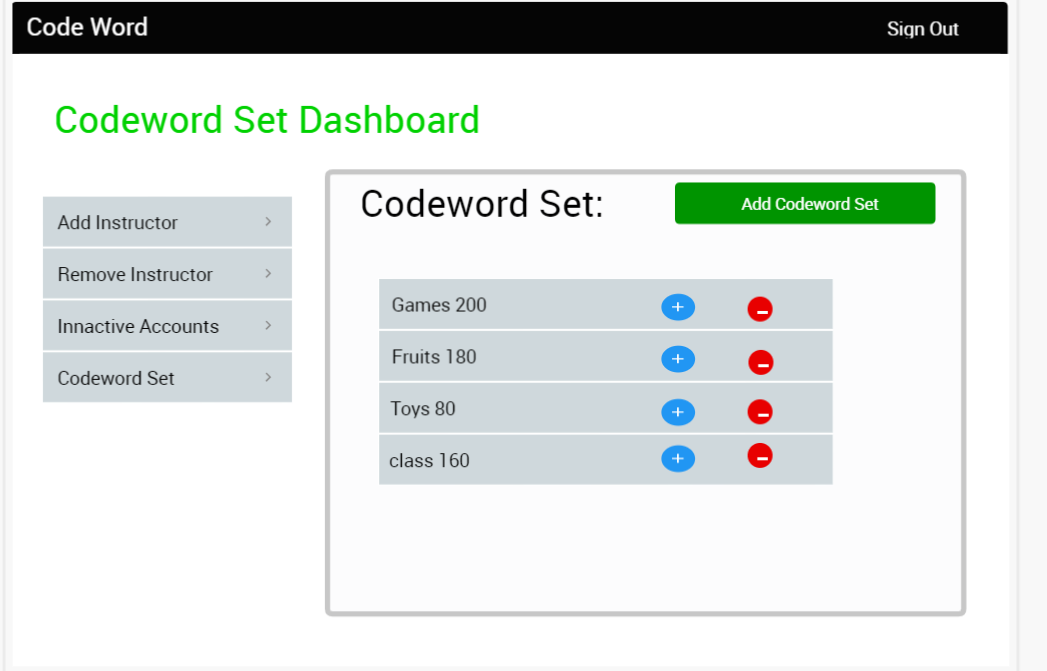 Code Word
Sign Out
Codeword Set Dashboard
Add Instructor
Remove Instructor
Innactive Accounts
Codeword Set
Codeword Set:
Add Codeword Set
Games 200
Fruits 180
Toys 80
class 160